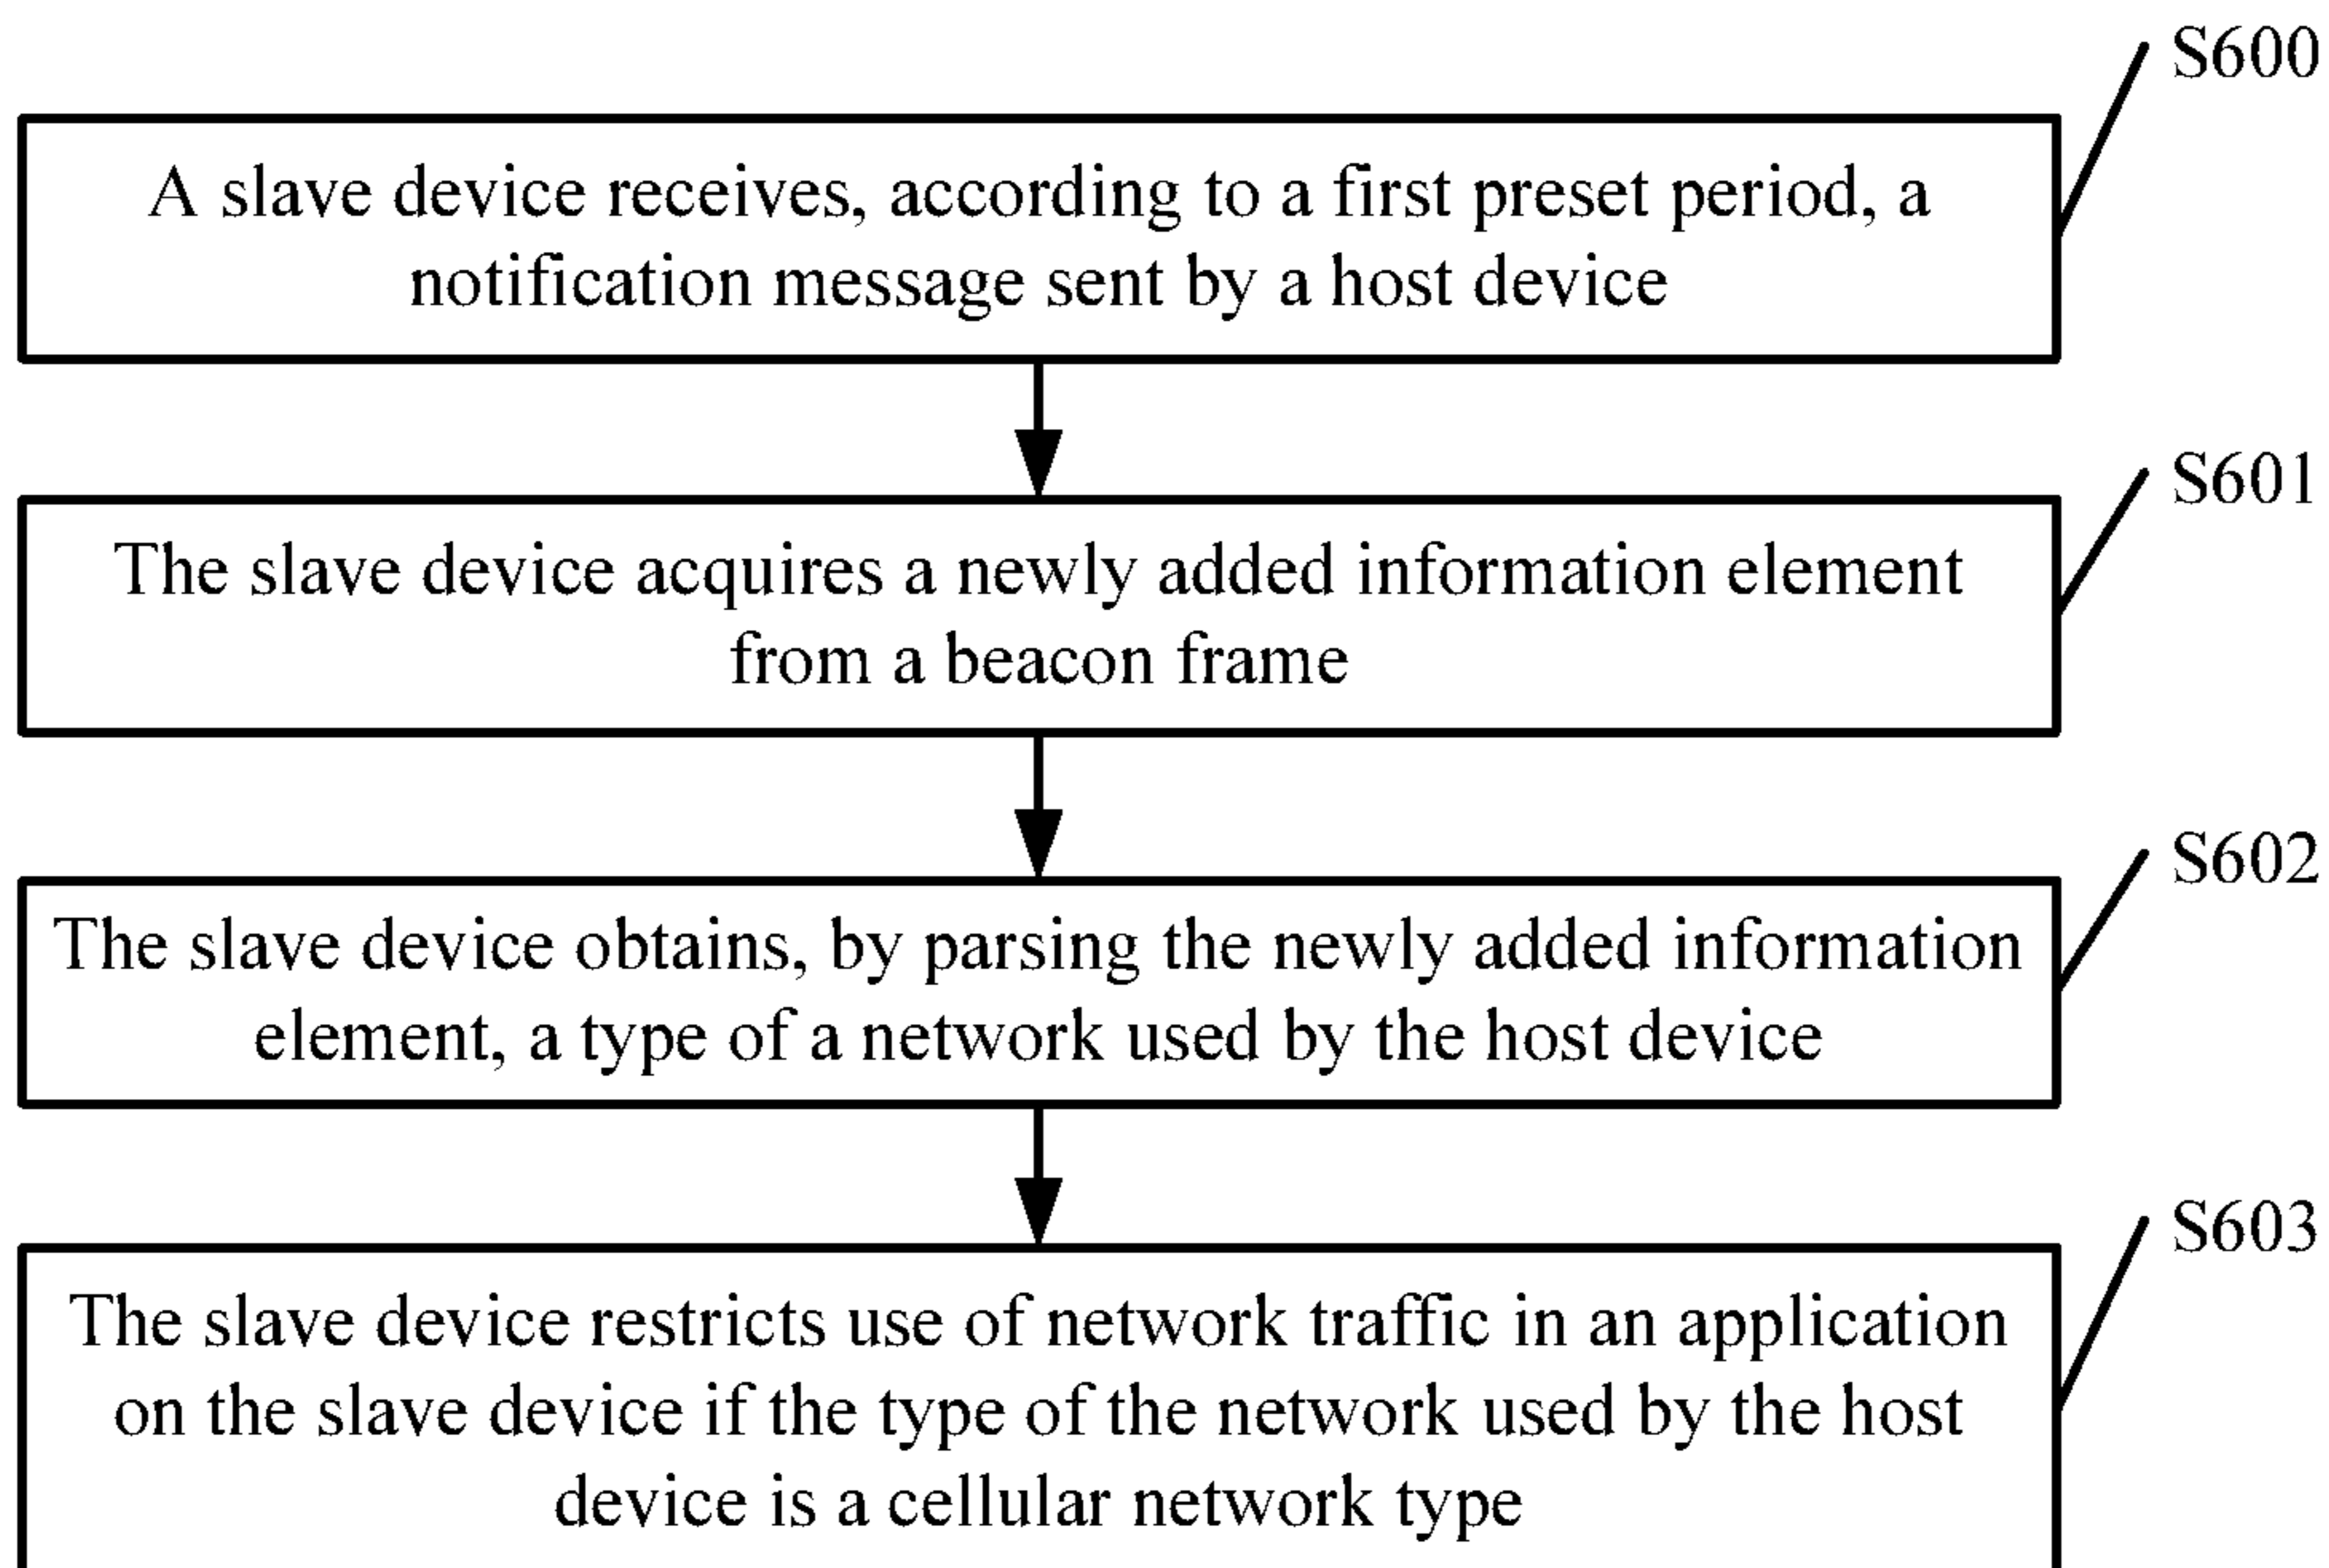 S600
A slave device receives, according to a first preset period, a
notification message sent by a host device
S601
The slave device acquires a newly added information element
from a beacon frame
S602
The slave device obtains, by parsing the newly added information
element, a type of a network used by the host device
S603
The slave device restricts use of network traffic in an application
on the slave device if the type of the network used by the host
device is a cellular network type